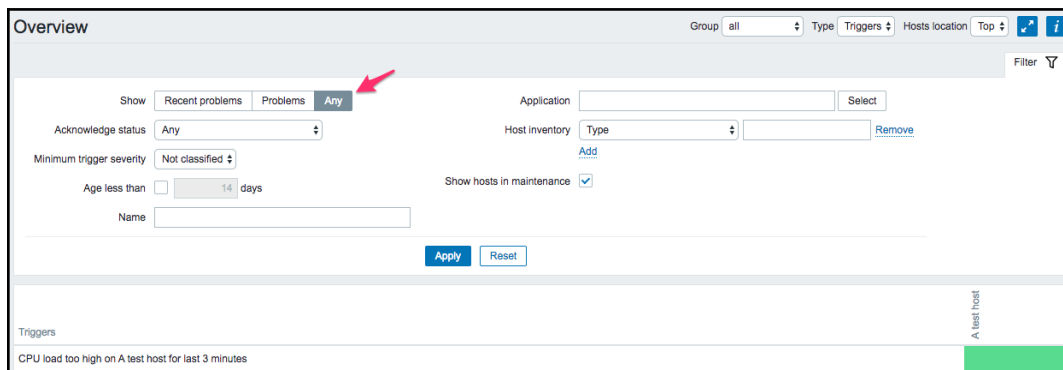 Overview
Group all Type Triggers Hosts location Top i
Filter
Show Recent problems Problems Any
Application Select
Acknowledge status Any
Host inventory Type Remove
Add
Minimum trigger severity Not classified
Show hosts in maintenance
Age less than 14 days
Name
Apply Reset
A test host
Triggers
CPU load too high on A test host for last 3 minutes